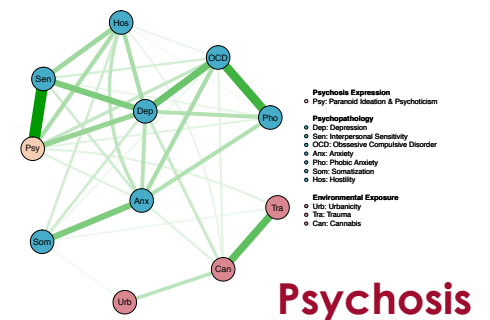 Hos
OCD
Sen
Dep
Pho
Psy
Anx
Tra
Som
Can
Urb
Psychosis Expression
Psy: Paranoid Ideation & Psychoticism
Psychopathology
Dep: Depression
Sen: Interpersonal Sensitivity
OCD: Obssesive Compulsive Disorder
Anx: Anxiety
Pho: Phobic Anxiety
Som: Somatization
Hos: Hostility
Environmental Exposure
Urb: Urbanicity
Tra: Trauma
Can: Cannabis
Psychosis